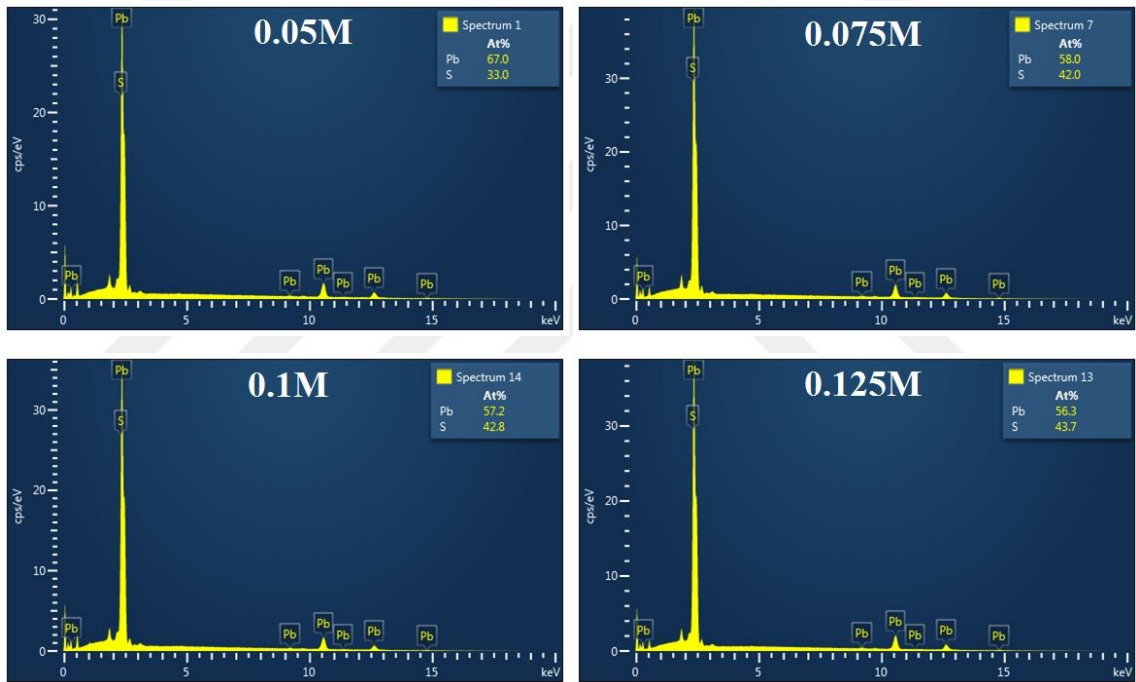 0.05M
Spectrum 1
At%
Pb 67.0
S 33.0
30
20
10
0
cps/eV
Pb
S
Pb
Pb
Pb
Pb
Pb
Pb
0 5 10 15 keV
0.075M
Spectrum 7
At%
Pb 58.0
S 42.0
30
20
10
0
cps/eV
Pb
S
Pb
Pb
Pb
Pb
Pb
Pb
0 5 10 15 keV
0.1M
Spectrum 14
At%
Pb 57.2
S 42.8
30
20
10
0
cps/eV
Pb
S
Pb
Pb
Pb
Pb
Pb
Pb
0 5 10 15 keV
0.125M
Spectrum 13
At%
Pb 56.3
S 43.7
30
20
10
0
cps/eV
Pb
S
Pb
Pb
Pb
Pb
Pb
Pb
0 5 10 15 keV